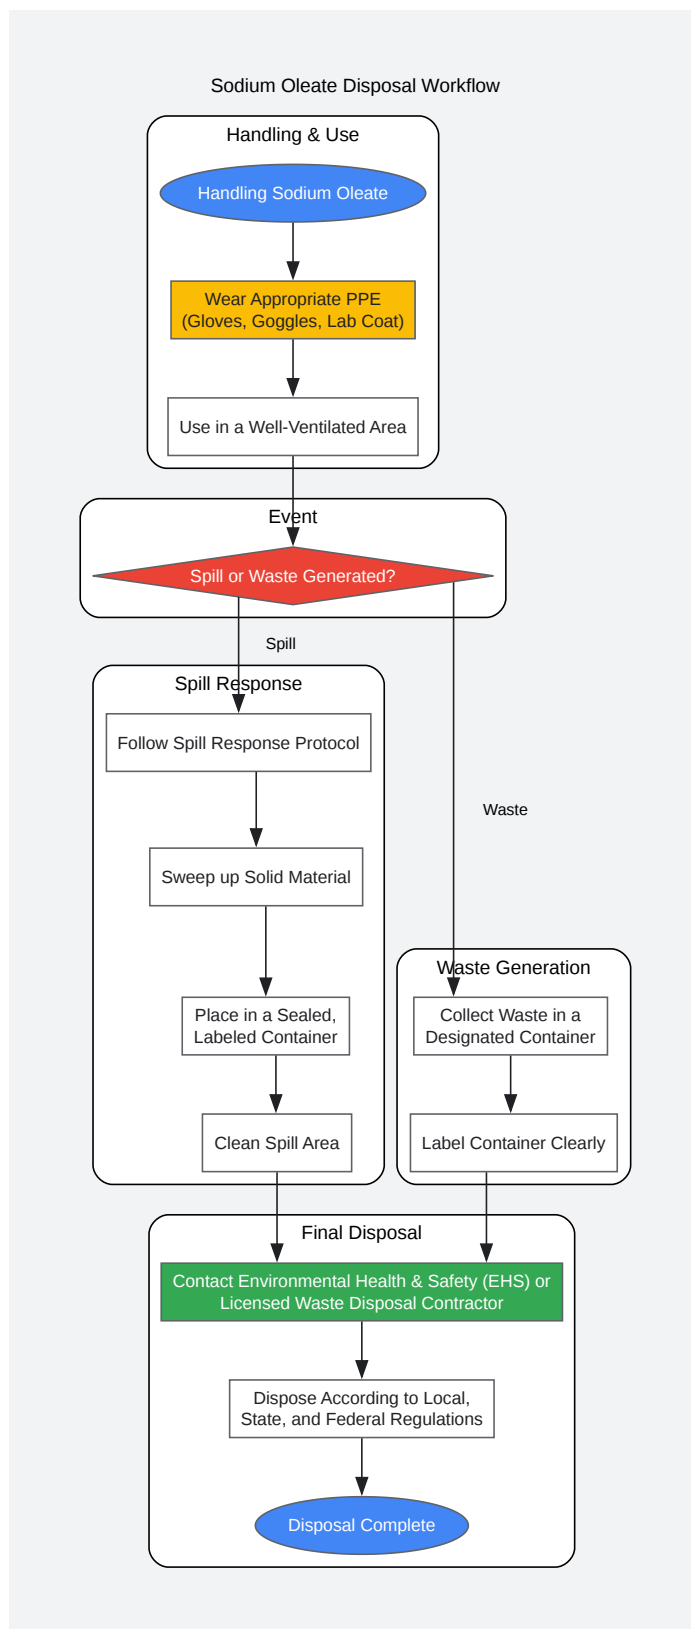 Sodium Oleate Disposal Workflow
Handling & Use
Handling Sodium Oleate
Wear Appropriate PPE
(Gloves, Goggles, Lab Coat)
Use in a Well-Ventilated Area
Event
Spill or Waste Generated?
Spill
Spill Response
Follow Spill Response Protocol
Sweep up Solid Material
Place in a Sealed,
Labeled Container
Clean Spill Area
Waste
Waste Generation
Collect Waste in a
Designated Container
Label Container Clearly
Final Disposal
Contact Environmental Health & Safety (EHS) or
Licensed Waste Disposal Contractor
Dispose According to Local,
State, and Federal Regulations
Disposal Complete